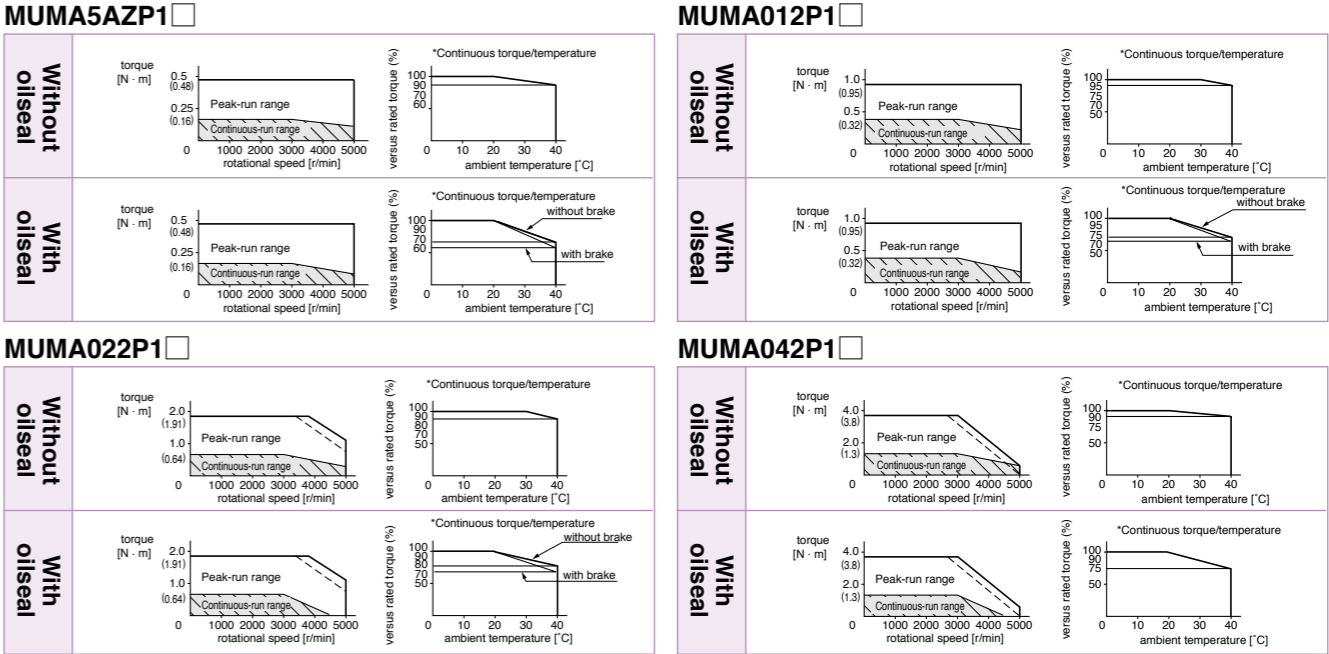 MUMA5AZP1□
Without oilseal
torque
[N · m]
0.5
(0.48)
0.25
(0.16)
0
Peak-run range
Continuous-run range
1000 2000 3000 4000 5000
rotational speed [r/min]
*Continuous torque/temperature
versus rated torque (%)
100
90
70
60
0 10 20 30 40
ambient temperature [˚C]
With oilseal
torque
[N · m]
0.5
(0.48)
0.25
(0.16)
0
Peak-run range
Continuous-run range
1000 2000 3000 4000 5000
rotational speed [r/min]
*Continuous torque/temperature
versus rated torque (%)
without brake
100
90
70
60
with brake
0 10 20 30 40
ambient temperature [˚C]
MUMA012P1□
Without oilseal
torque
[N · m]
1.0
(0.95)
0.5
(0.32)
0
Peak-run range
Continuous-run range
1000 2000 3000 4000 5000
rotational speed [r/min]
*Continuous torque/temperature
versus rated torque (%)
100
95
75
70
50
0 10 20 30 40
ambient temperature [˚C]
With oilseal
torque
[N · m]
1.0
(0.95)
0.5
(0.32)
0
Peak-run range
Continuous-run range
1000 2000 3000 4000 5000
rotational speed [r/min]
*Continuous torque/temperature
versus rated torque (%)
without brake
100
95
75
70
50
with brake
0 10 20 30 40
ambient temperature [˚C]
MUMA022P1□
Without oilseal
torque
[N · m]
2.0
(1.91)
1.0
(0.64)
0
Peak-run range
Continuous-run range
1000 2000 3000 4000 5000
rotational speed [r/min]
*Continuous torque/temperature
versus rated torque (%)
100
90
80
70
50
0 10 20 30 40
ambient temperature [˚C]
With oilseal
torque
[N · m]
2.0
(1.91)
1.0
(0.64)
0
Peak-run range
Continuous-run range
1000 2000 3000 4000 5000
rotational speed [r/min]
*Continuous torque/temperature
versus rated torque (%)
without brake
100
90
80
70
50
with brake
0 10 20 30 40
ambient temperature [˚C]
MUMA042P1□
Without oilseal
torque
[N · m]
4.0
(3.8)
2.0
(1.3)
0
Peak-run range
Continuous-run range
1000 2000 3000 4000 5000
rotational speed [r/min]
*Continuous torque/temperature
versus rated torque (%)
100
90
75
50
0 10 20 30 40
ambient temperature [˚C]
With oilseal
torque
[N · m]
4.0
(3.8)
2.0
(1.3)
0
Peak-run range
Continuous-run range
1000 2000 3000 4000 5000
rotational speed [r/min]
*Continuous torque/temperature
versus rated torque (%)
100
90
75
50
0 10 20 30 40
ambient temperature [˚C]